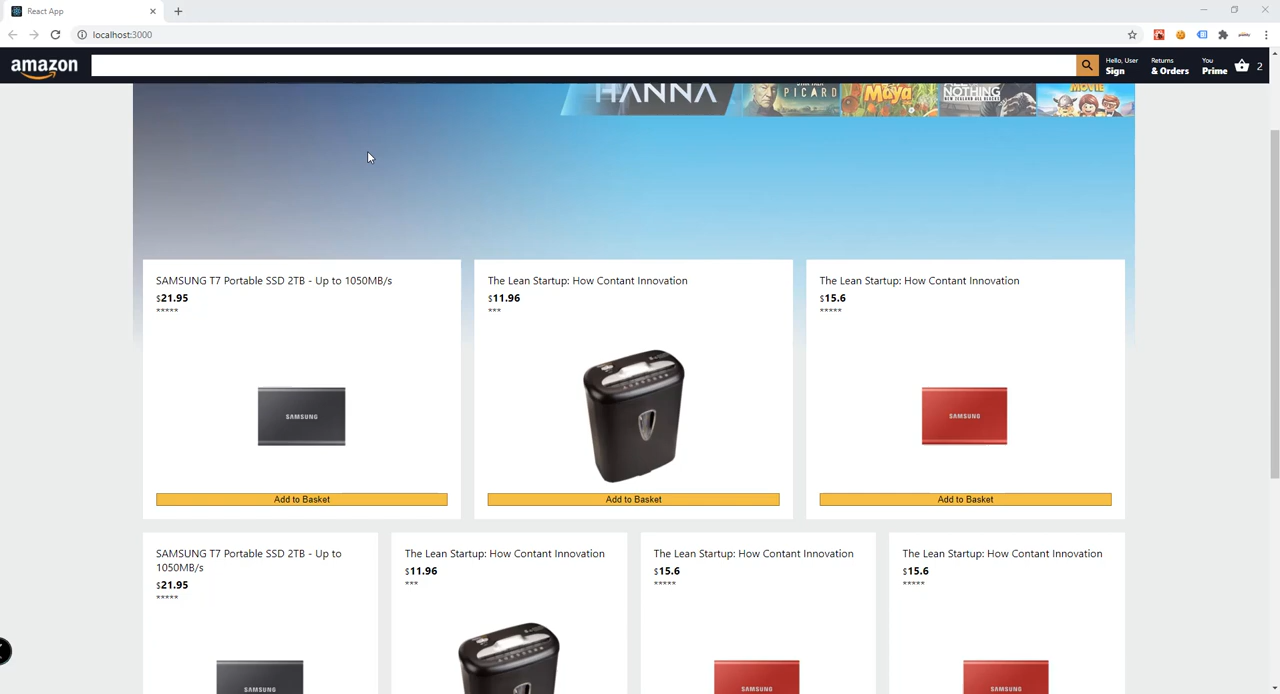 React App
localhost:3000
amazon
Hello, User
Sign
Returns
& Orders
You
Prime
2
HANNA
PICARD
Maya
NOTHING
NEW ZEALAND ALL BLACKS
MOVIE
SAMSUNG T7 Portable SSD 2TB - Up to 1050MB/s
$21.95
*****
SAMSUNG
Add to Basket
The Lean Startup: How Contant Innovation
$11.96
***
Add to Basket
The Lean Startup: How Contant Innovation
$15.6
*****
SAMSUNG
Add to Basket
SAMSUNG T7 Portable SSD 2TB - Up to
1050MB/s
$21.95
*****
SAMSUNG
The Lean Startup: How Contant Innovation
$11.96
***
The Lean Startup: How Contant Innovation
$15.6
*****
SAMSUNG
The Lean Startup: How Contant Innovation
$15.6
*****
SAMSUNG